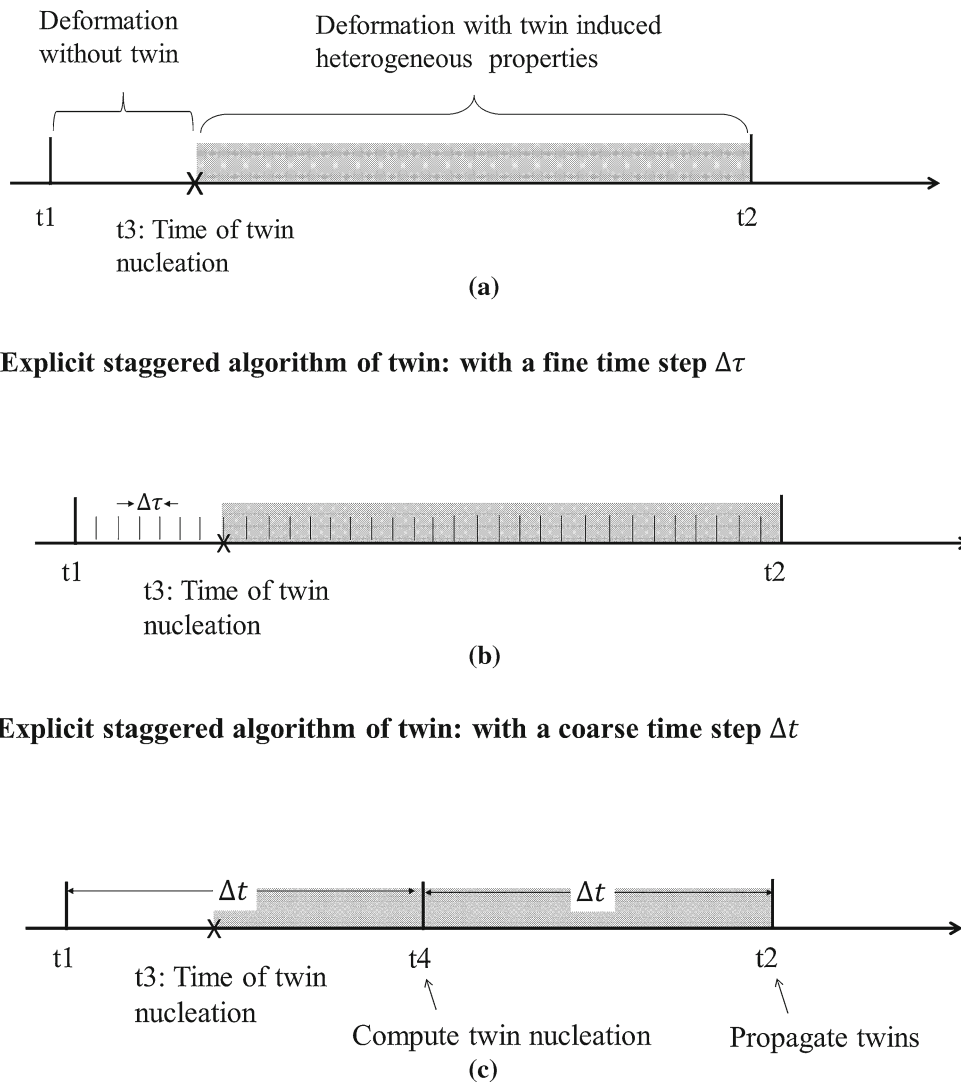 Deformation
without twin
Deformation with twin induced
heterogeneous properties
t1
t3: Time of twin
nucleation
t2
(a)
Explicit staggered algorithm of twin: with a fine time step Δτ
Δτ
t1
t3: Time of twin
nucleation
t2
(b)
Explicit staggered algorithm of twin: with a coarse time step Δt
Δt
Δt
t1
t3: Time of twin
nucleation
t4
t2
Compute twin nucleation
Propagate twins
(c)